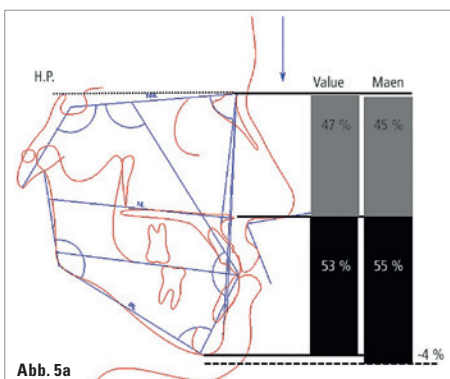 H.P.
Value Maen
47 % 45 %
53 % 55 %
-4 %
Abb. 5a